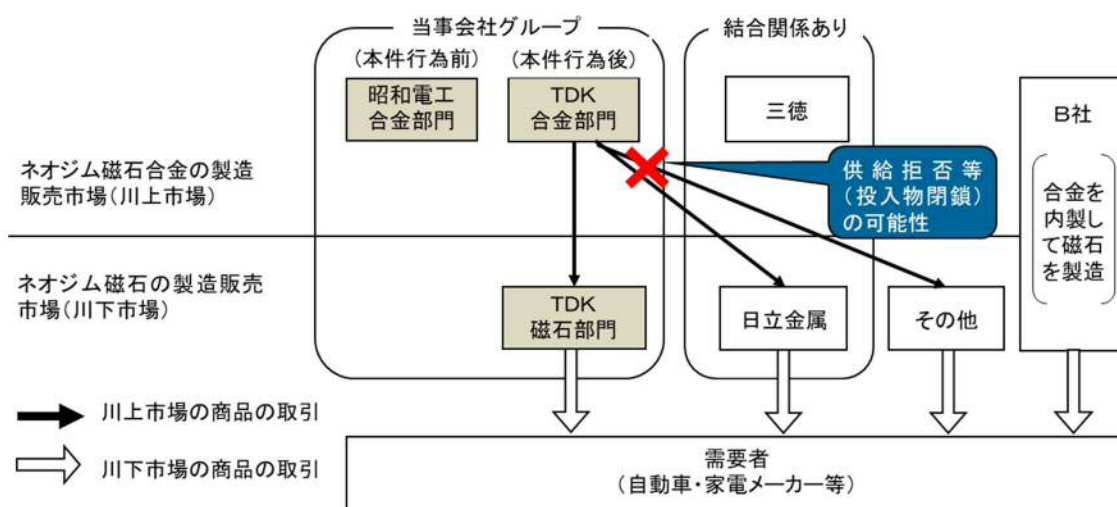 当事会社グループ
結合関係あり
(本件行為前)
(本件行為後)
昭和電工
合金部門
TDK
合金部門
三徳
B社
ネオジム磁石合金の製造
販売市場(川上市場)
供給拒否等
(投入物閉鎖)
の可能性
合金を
内製し
て磁石
を製造
ネオジム磁石の製造販売
市場(川下市場)
TDK
磁石部門
日立金属
その他
川上市場の商品の取引
川下市場の商品の取引
需要者
(自動車・家電メーカー等)